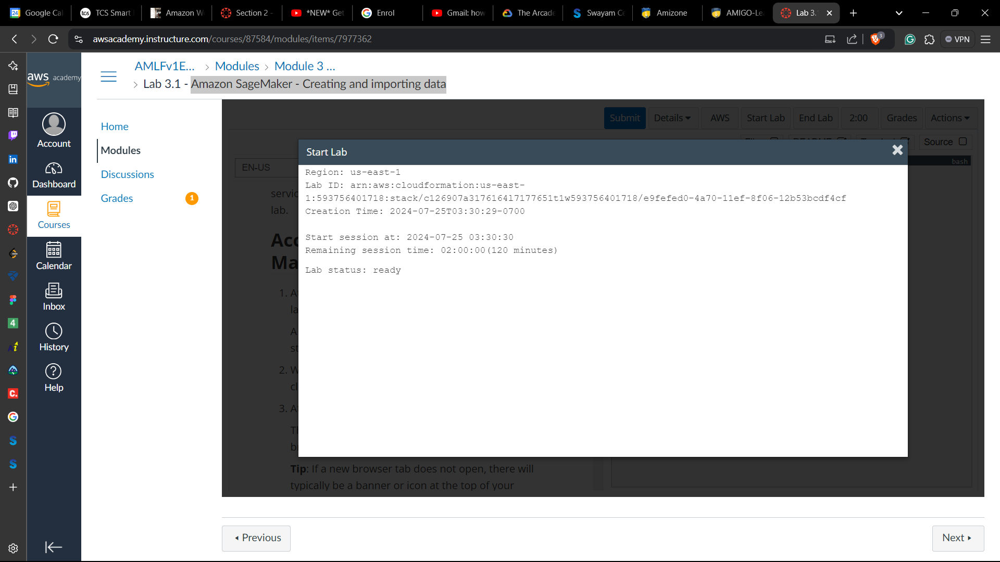 Google Cal
TCS Smart
Amazon W
Section 2 -
*NEW* Get
Enrol
Gmail: how
The Arcade
Swayam Ce
Amizone
AMIGO-Le
Lab 3.
awsacademy.instructure.com/courses/87584/modules/items/7977362
3
VPN
aws academy
AMLFv1E... > Modules > Module 3 ...
> Lab 3.1 - Amazon SageMaker - Creating and importing data
Account
Dashboard
Courses
Calendar
Inbox
History
Help
Home
Modules
Discussions
Grades 1
Submit Details AWS Start Lab End Lab 2:00 Grades Actions
Source
EN-US
bash
Start Lab
Region: us-east-1
Lab ID: arn:aws:cloudformation:us-east-
1:593756401718:stack/c126907a3176164l7177651t1w593756401718/e9fefed0-4a70-11ef-8f06-12b53bcdf4cf
Creation Time: 2024-07-25T03:30:29-0700
Start session at: 2024-07-25 03:30:30
Remaining session time: 02:00:00(120 minutes)
Lab status: ready
servic
lab.
Acc
Ma
1. A
la
A
st
2. W
cl
3. A
Th
br
Tip: If a new browser tab does not open, there will
typically be a banner or icon at the top of your
Previous
Next